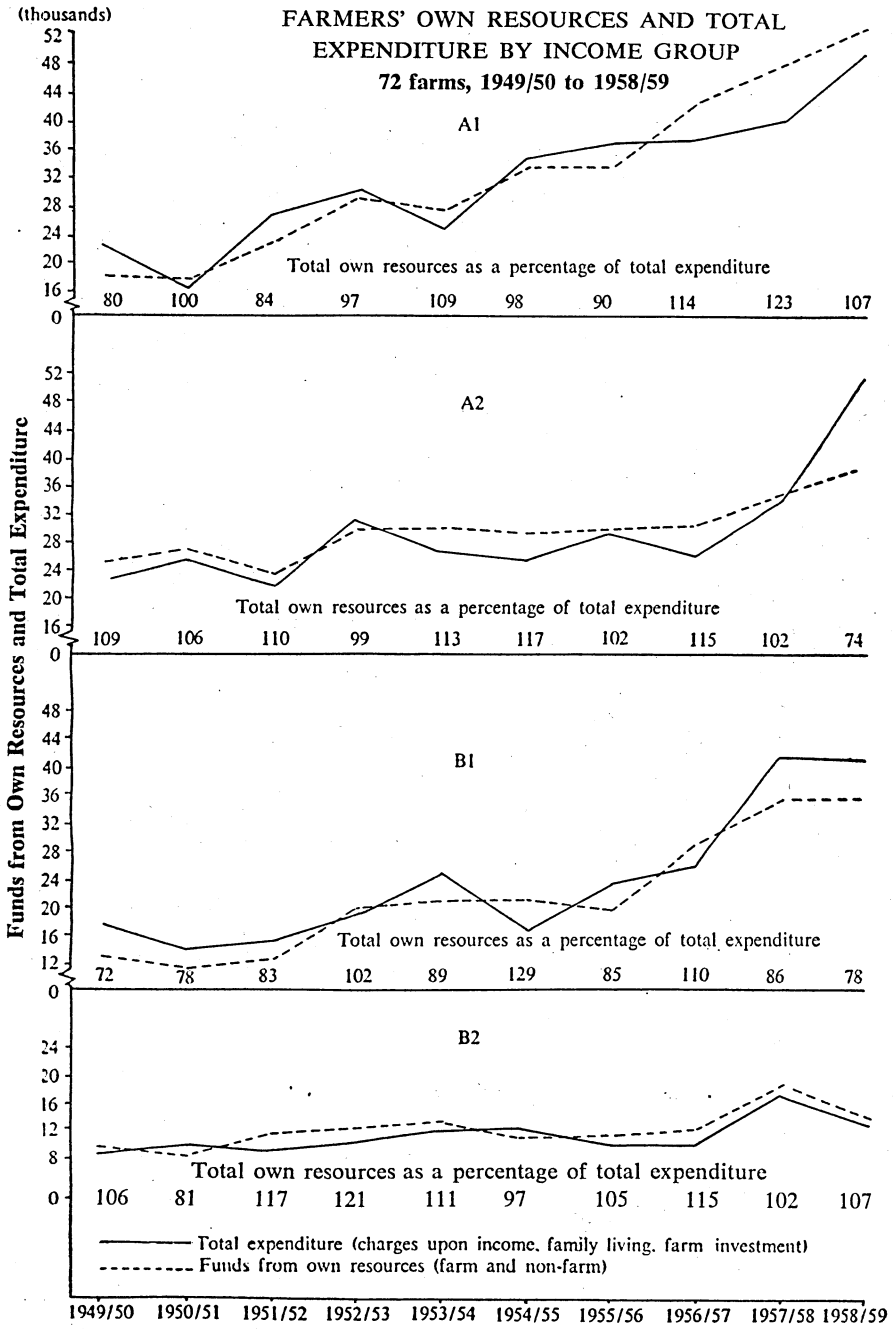 (thousands)
FARMERS' OWN RESOURCES AND TOTAL
EXPENDITURE BY INCOME GROUP
72 farms, 1949/50 to 1958/59
Funds from Own Resources and Total Expenditure
A1
52
48
44
40
36
32
28
24
20
16
0
Total own resources as a percentage of total expenditure
80 100 84 97 109 98 90 114 123 107
A2
52
48
44
40
36
32
28
24
20
16
0
Total own resources as a percentage of total expenditure
109 106 110 99 113 117 102 115 102 74
B1
48
44
40
36
32
28
24
20
16
12
0
Total own resources as a percentage of total expenditure
72 78 83 102 89 129 85 110 86 78
B2
24
20
16
12
8
0
Total own resources as a percentage of total expenditure
106 81 117 121 111 97 105 115 102 107
Total expenditure (charges upon income, family living, farm investment)
Funds from own resources (farm and non-farm)
1949/50 1950/51 1951/52 1952/53 1953/54 1954/55 1955/56 1956/57 1957/58 1958/59